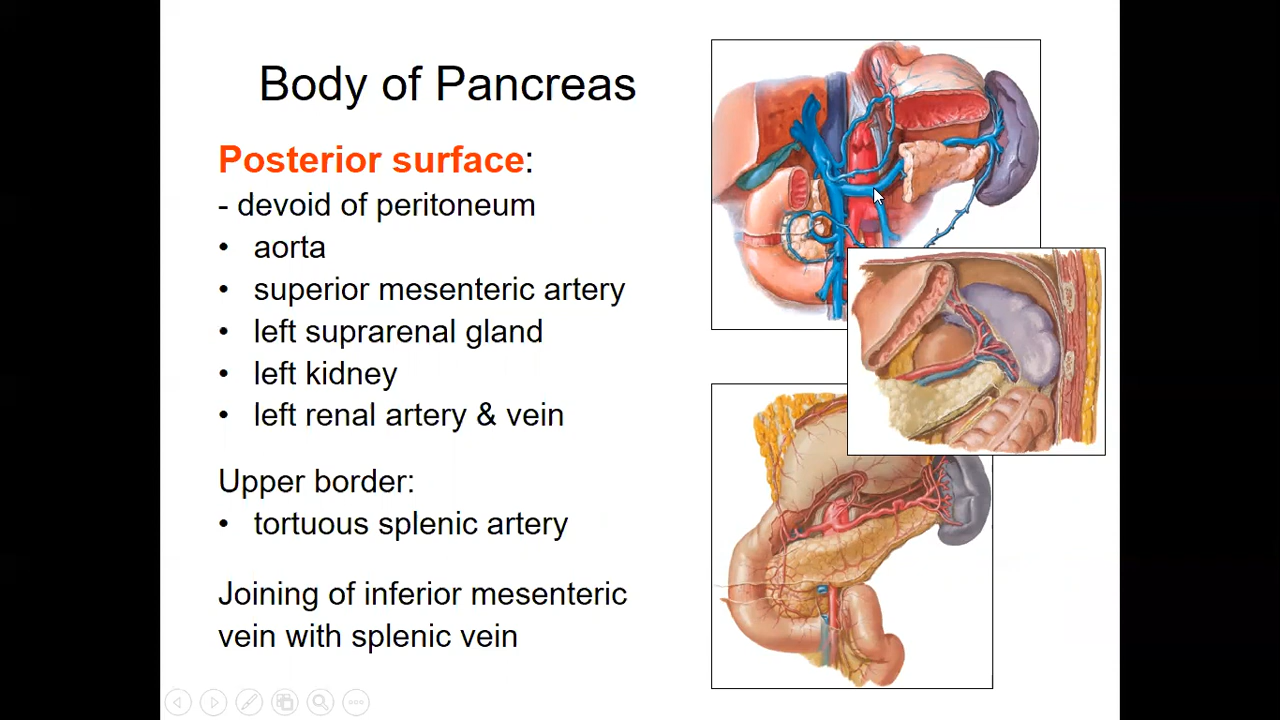 Body of Pancreas
Posterior surface:
- devoid of peritoneum
• aorta
• superior mesenteric artery
• left suprarenal gland
• left kidney
• left renal artery & vein
Upper border:
• tortuous splenic artery
Joining of inferior mesenteric
vein with splenic vein